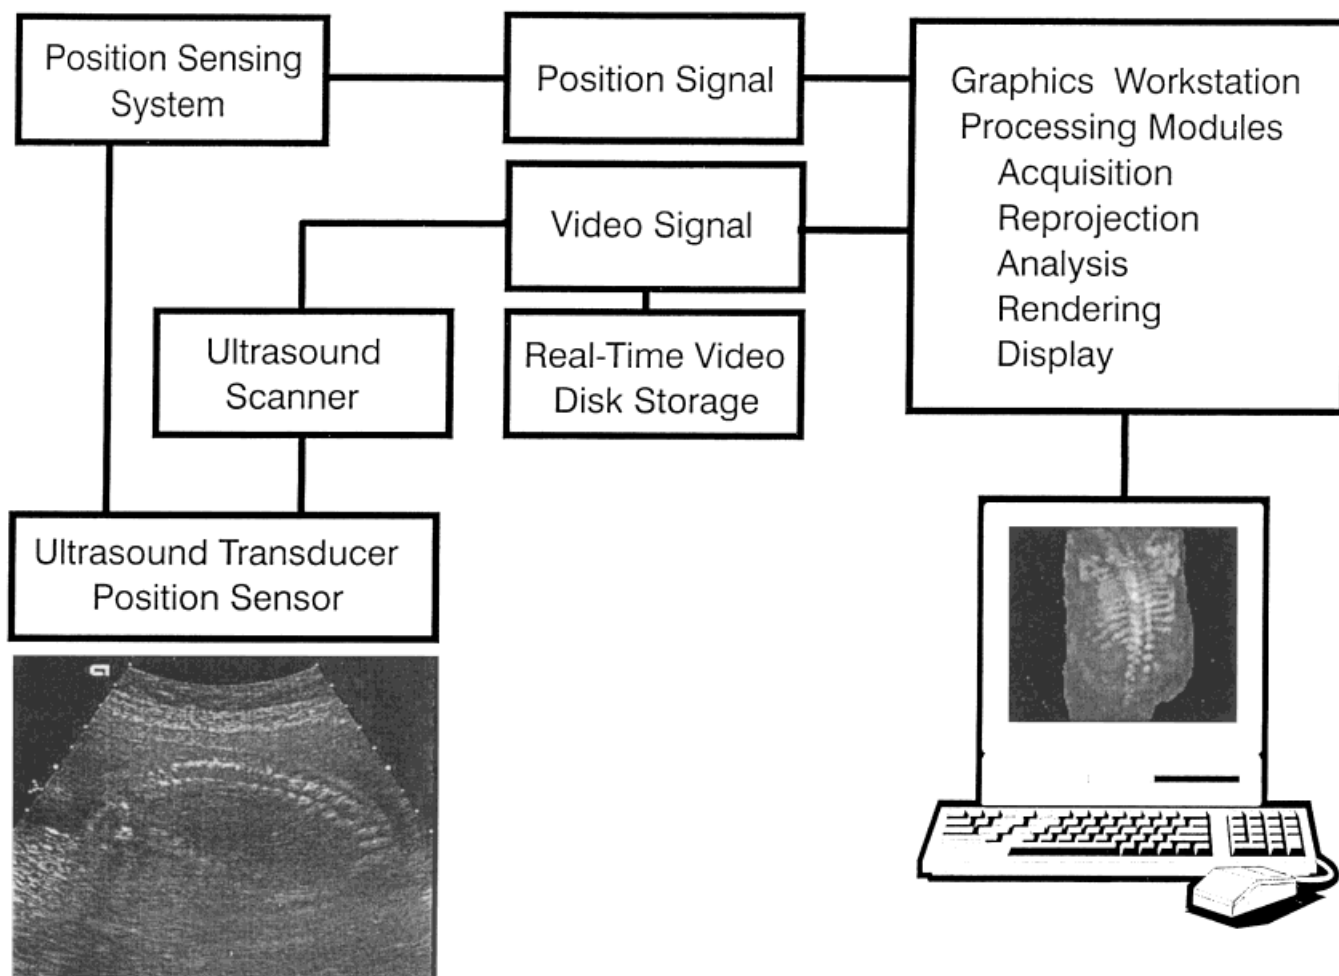 Position Sensing
System
Position Signal
Graphics Workstation
Processing Modules
Acquisition
Reprojection
Analysis
Rendering
Display
Video Signal
Ultrasound
Scanner
Real-Time Video
Disk Storage
Ultrasound Transducer
Position Sensor